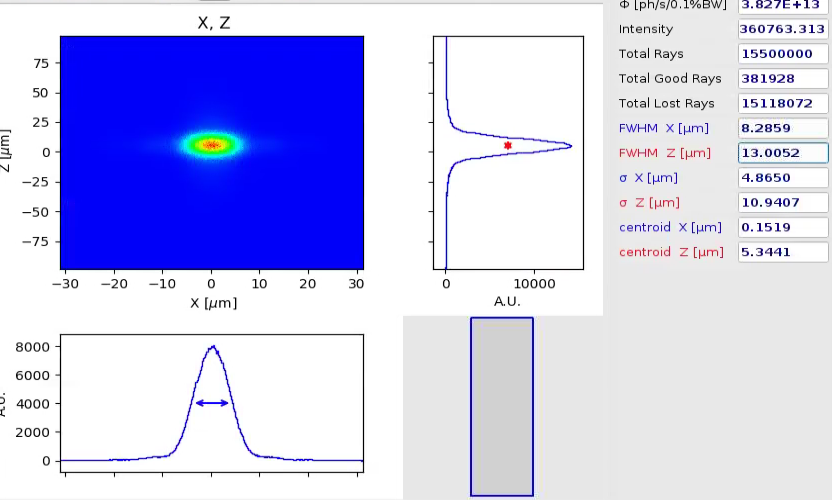 X, Z
75
50
25
0
−25
−50
−75
Z [μm]
−30 −20 −10 0 10 20 30
X [μm]
0 10000
A.U.
8000
6000
4000
2000
0
A.U.
Φ [ph/s/0.1%BW] 3.827E+13
Intensity 360763.313
Total Rays 15500000
Total Good Rays 381928
Total Lost Rays 15118072
FWHM X [μm] 8.2859
FWHM Z [μm] 13.0052
σ X [μm] 4.8650
σ Z [μm] 10.9407
centroid X [μm] 0.1519
centroid Z [μm] 5.3441